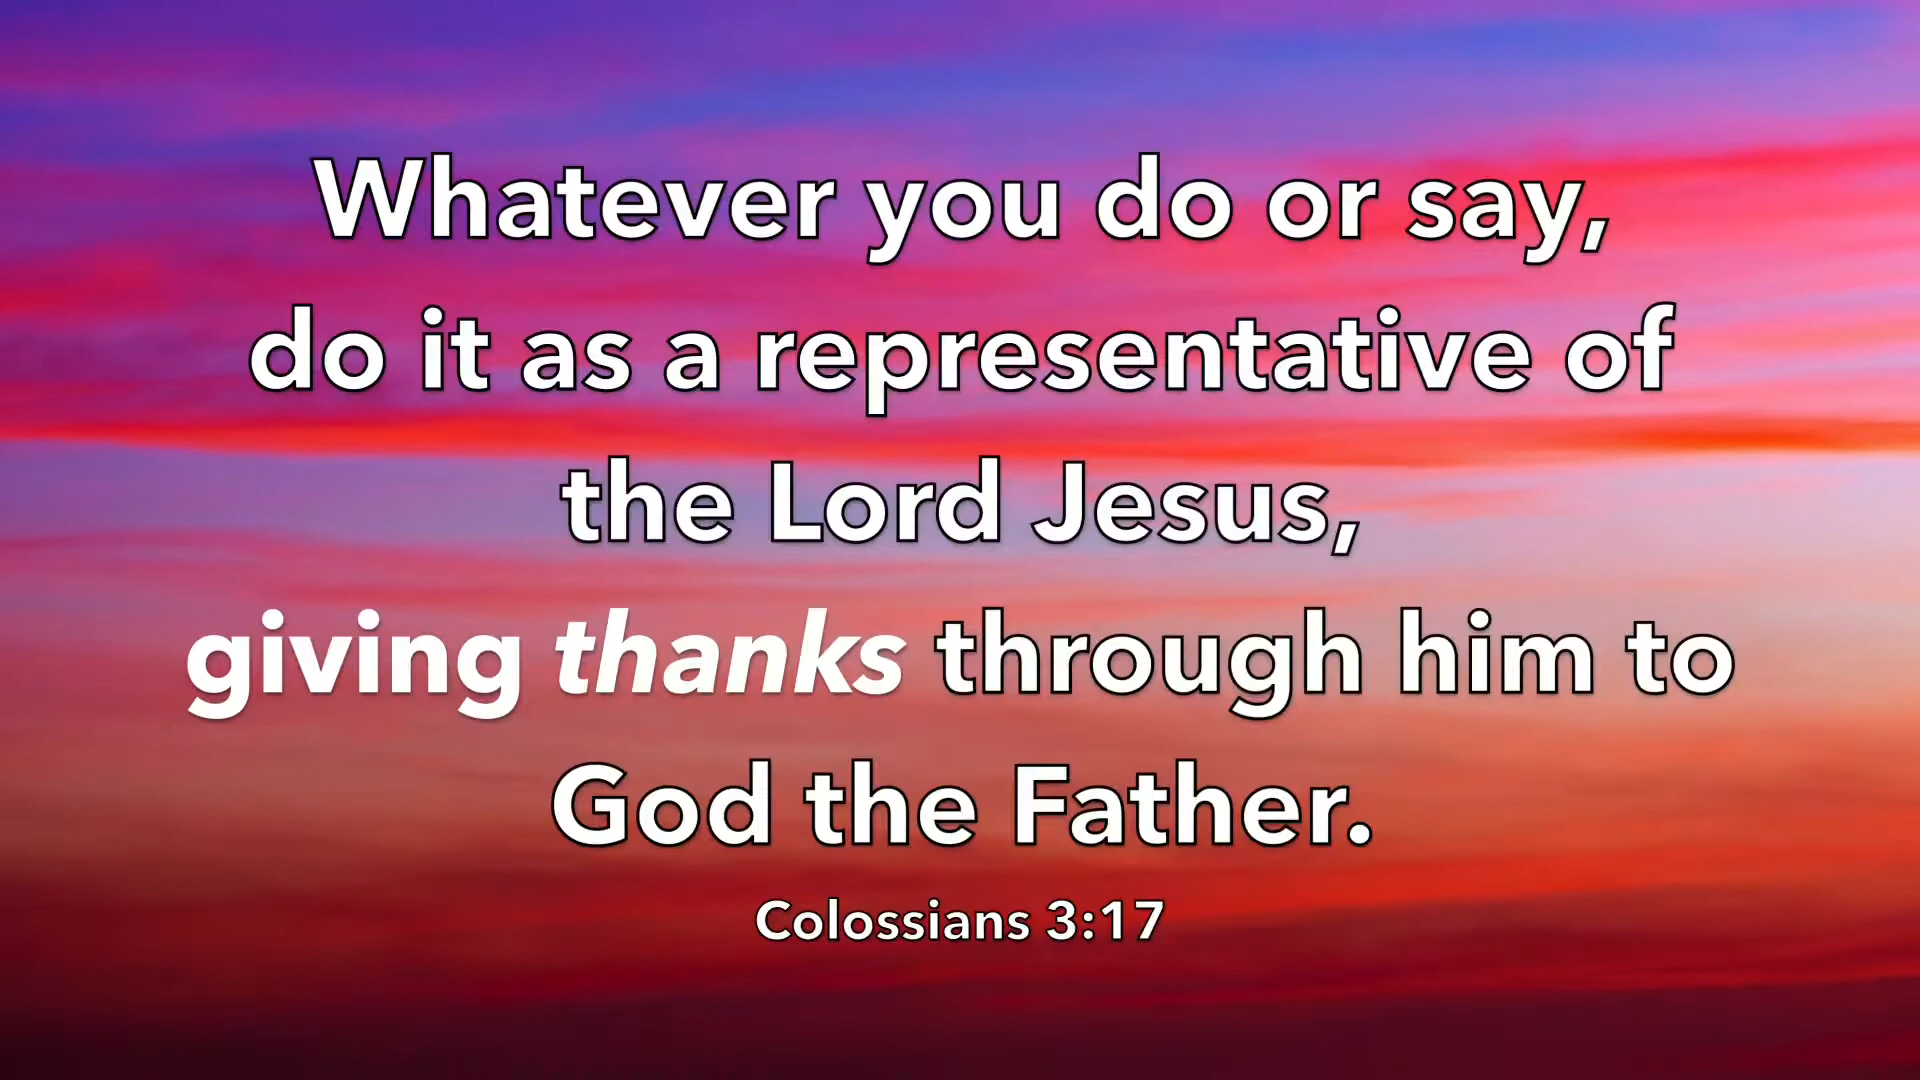 Whatever you do or say,
do it as a representative of
the Lord Jesus,
giving thanks through him to
God the Father.
Colossians 3:17